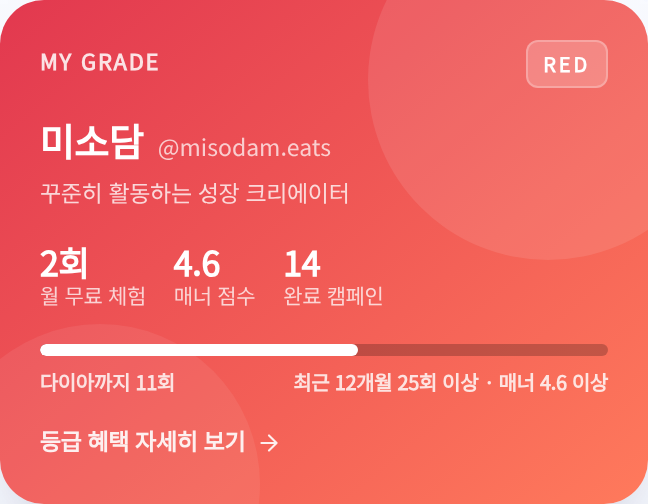 MY GRADE
RED
미소담 @misodam.eats
꾸준히 활동하는 성장 크리에이터
2회 4.6 14
월 무료 체험 매너 점수 완료 캠페인
다이아까지 11회 최근 12개월 25회 이상 · 매너 4.6 이상
등급 혜택 자세히 보기 →